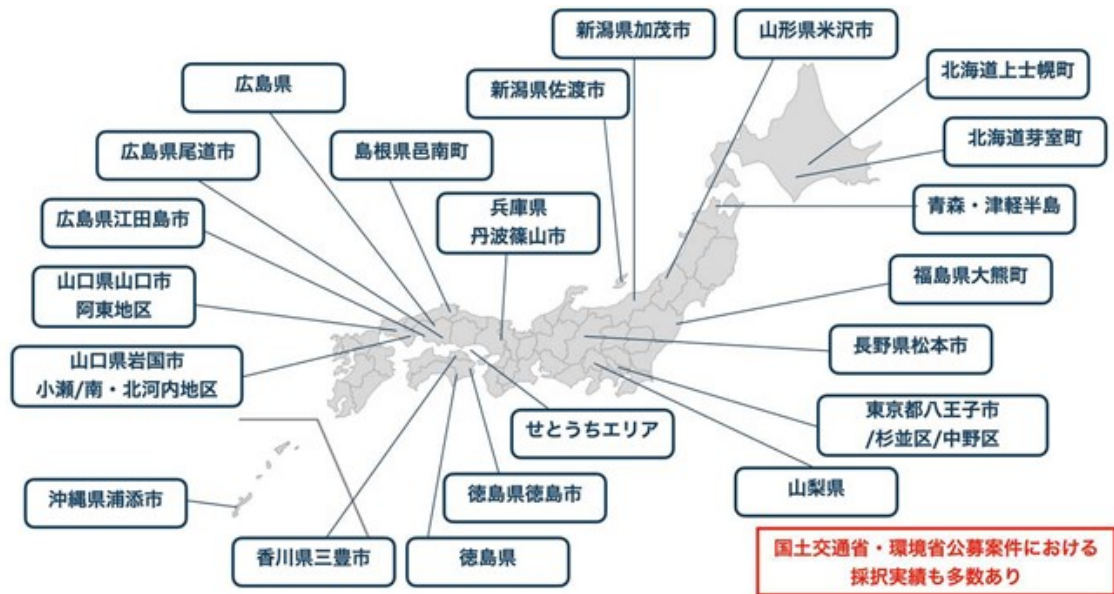 新潟県加茂市
山形県米沢市
広島県
新潟県佐渡市
北海道上士幌町
広島県尾道市
島根県邑南町
北海道芽室町
兵庫県
丹波篠山市
青森・津軽半島
広島県江田島市
山口県山口市
阿東地区
福島県大熊町
山口県岩国市
小瀬/南・北河内地区
長野県松本市
せとうちエリア
東京都八王子市
/杉並区/中野区
沖縄県浦添市
徳島県徳島市
山梨県
香川県三豊市
徳島県
国土交通省・環境省公募案件における
採択実績も多数あり